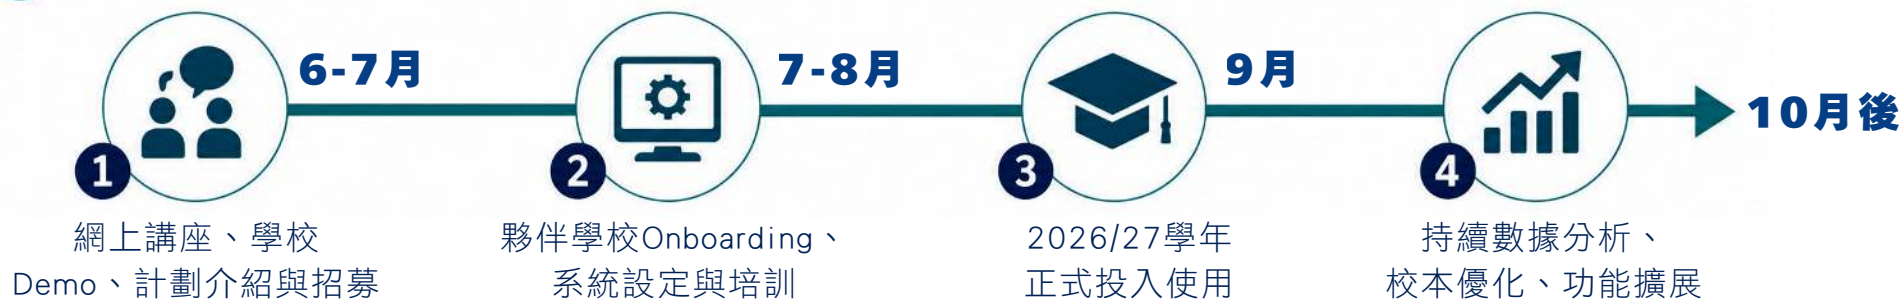 6-7月
7-8月
9月
10月後
1
網上講座、學校
Demo、計劃介紹與招募
2
夥伴學校Onboarding、
系統設定與培訓
3
2026/27學年
正式投入使用
4
持續數據分析、
校本優化、功能擴展